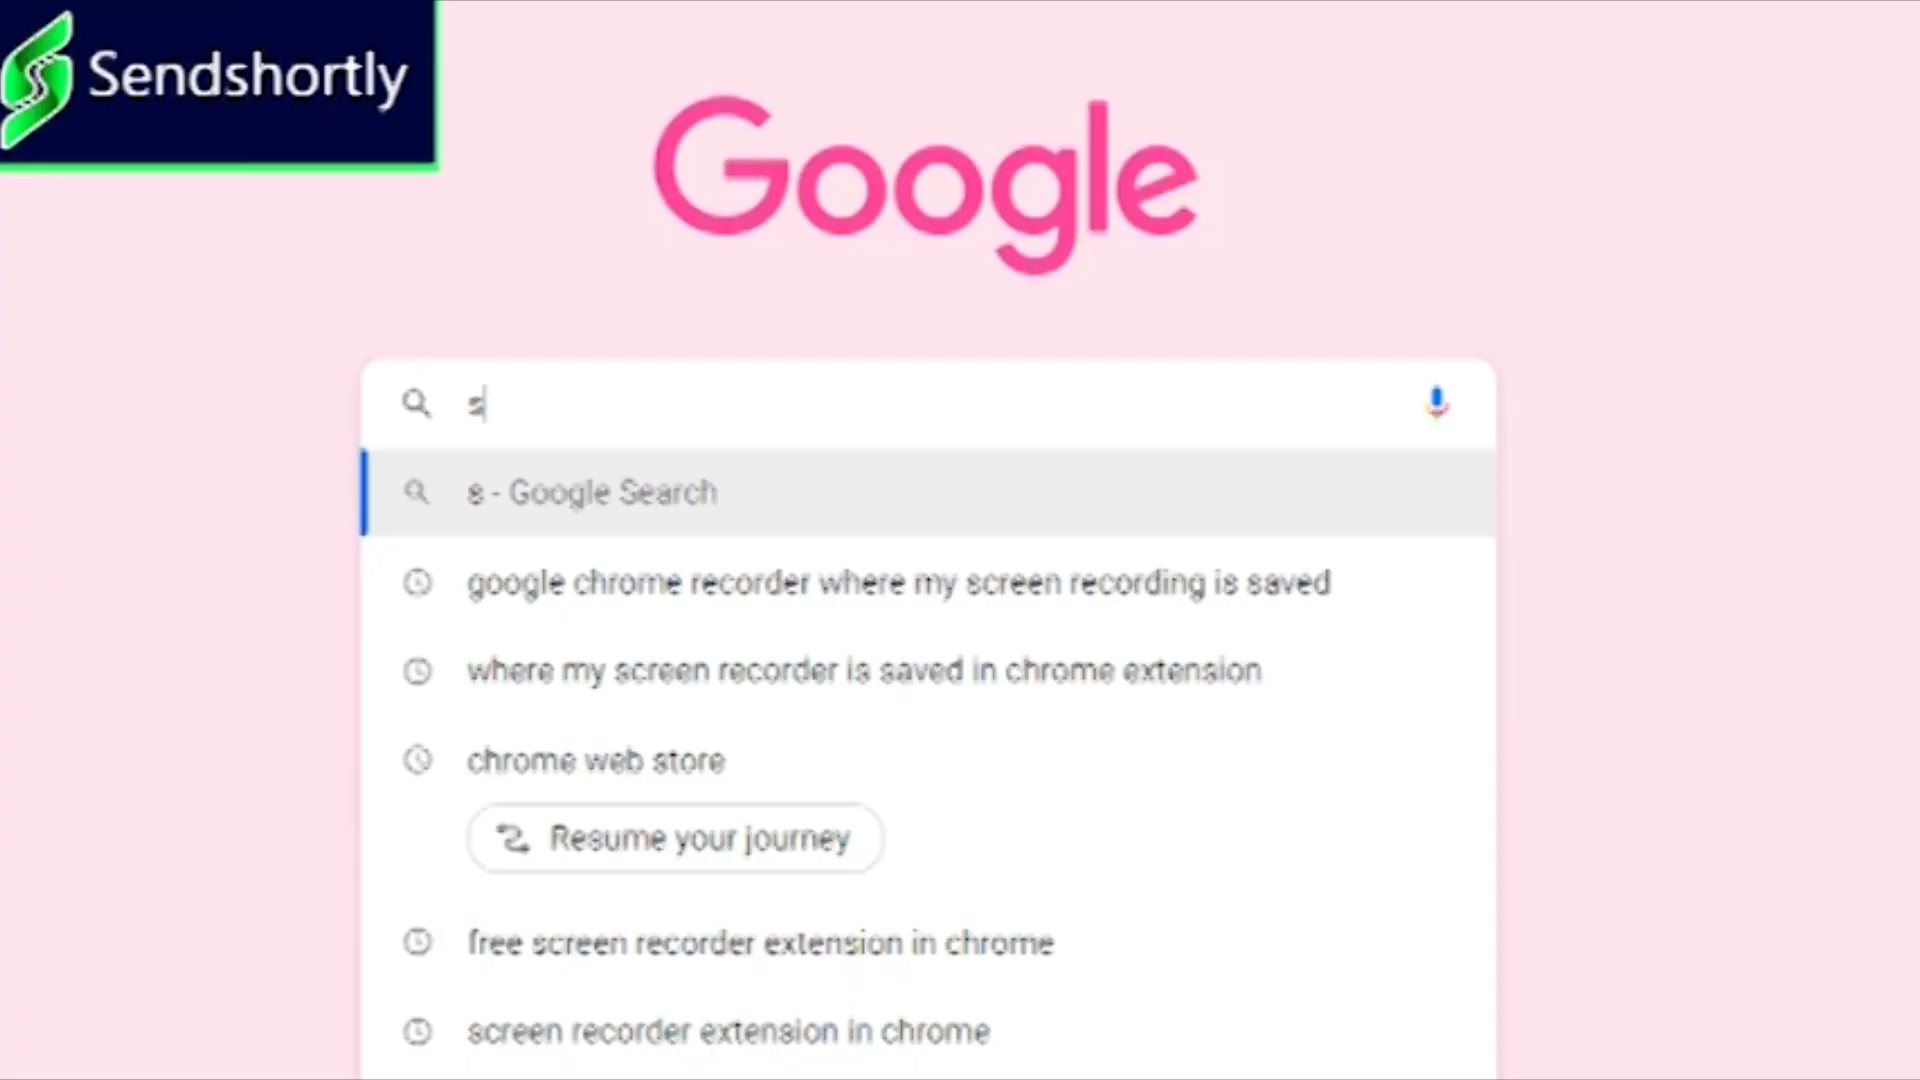 Sendshortly
Google
s
s - Google Search
google chrome recorder where my screen recording is saved
where my screen recorder is saved in chrome extension
chrome web store
Resume your journey
free screen recorder extension in chrome
screen recorder extension in chrome